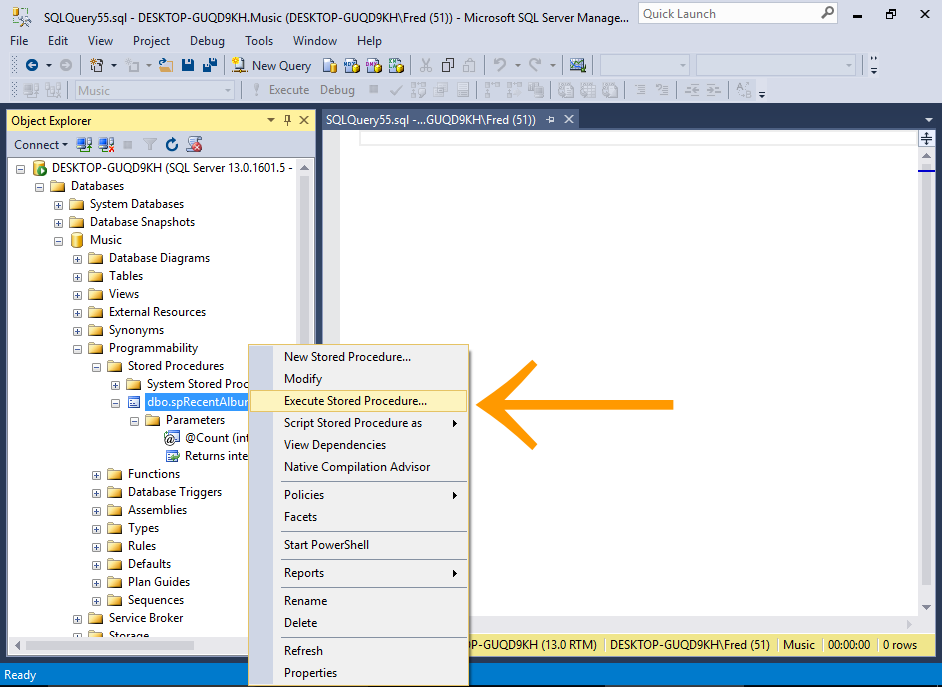 SQLQuery55.sql - DESKTOP-GUQD9KH.Music (DESKTOP-GUQD9KH\Fred (51)) - Microsoft SQL Server Manage...
Quick Launch
File Edit View Project Debug Tools Window Help
New Query
Music
Execute Debug
Object Explorer
SQLQuery55.sql -...GUQD9KH\Fred (51))
Connect
DESKTOP-GUQD9KH (SQL Server 13.0.1601.5 -
Databases
System Databases
Database Snapshots
Music
Database Diagrams
Tables
Views
External Resources
Synonyms
Programmability
Stored Procedures
System Stored Proc
dbo.spRecentAlbum
Parameters
@Count (int
Returns inte
Functions
Database Triggers
Assemblies
Types
Rules
Defaults
Plan Guides
Sequences
Service Broker
Storage
New Stored Procedure...
Modify
Execute Stored Procedure...
Script Stored Procedure as
View Dependencies
Native Compilation Advisor
Policies
Facets
Start PowerShell
Reports
Rename
Delete
Refresh
Properties
P-GUQD9KH (13.0 RTM) DESKTOP-GUQD9KH\Fred (51) Music 00:00:00 0 rows
Ready